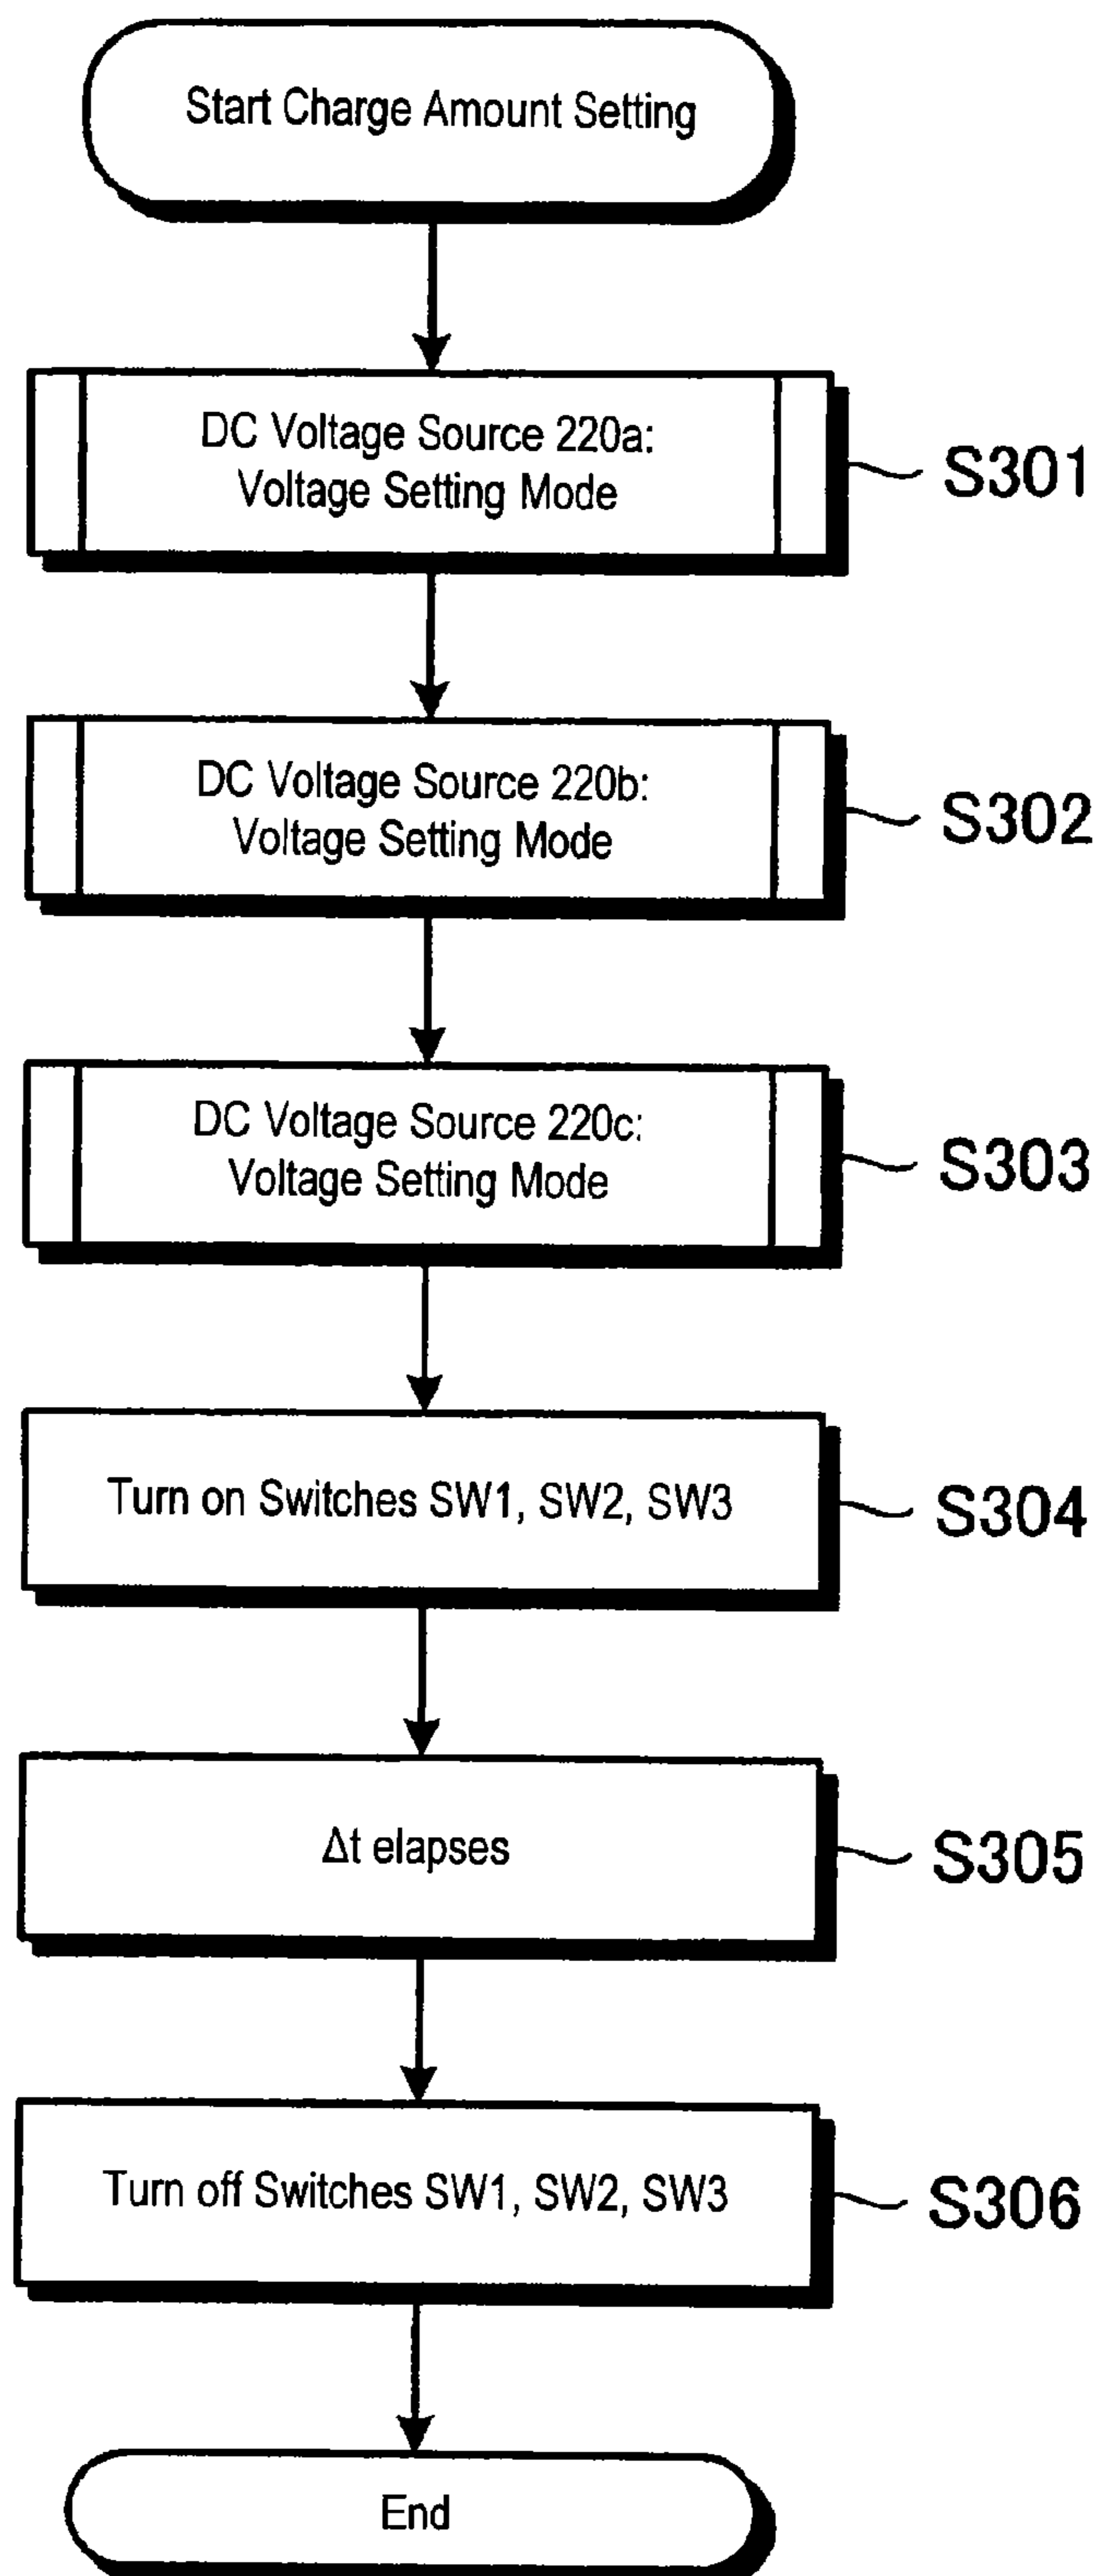 Start Charge Amount Setting
DC Voltage Source 220a:
Voltage Setting Mode
S301
DC Voltage Source 220b:
Voltage Setting Mode
S302
DC Voltage Source 220c:
Voltage Setting Mode
S303
Turn on Switches SW1, SW2, SW3
S304
Δt elapses
S305
Turn off Switches SW1, SW2, SW3
S306
End